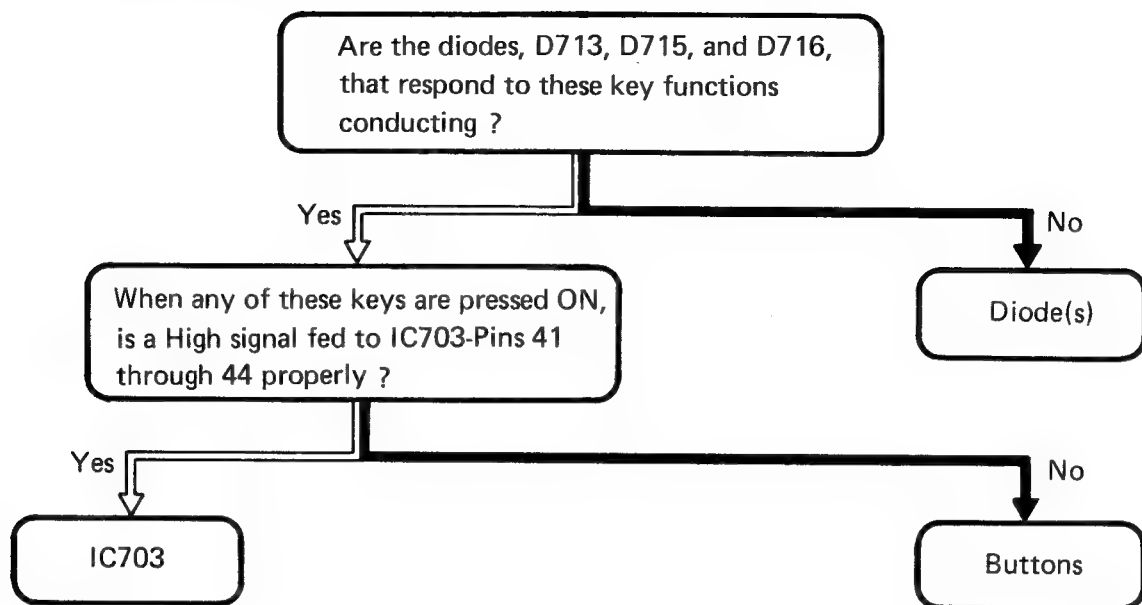 Are the diodes, D713, D715, and D716,
that respond to these key functions
conducting ?
Yes
No
When any of these keys are pressed ON,
is a High signal fed to IC703-Pins 41
through 44 properly ?
Diode(s)
Yes
No
IC703
Buttons